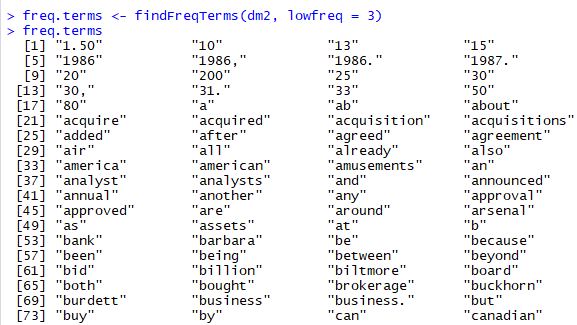 > freq.terms <- findFreqTerms(dm2, lowfreq = 3)
> freq.terms
[1] "1.50" "10" "13" "15"
[5] "1986" "1986," "1986." "1987."
[9] "20" "200" "25" "30"
[13] "30," "31." "33" "50"
[17] "80" "a" "ab" "about"
[21] "acquire" "acquired" "acquisition" "acquisitions"
[25] "added" "after" "agreed" "agreement"
[29] "air" "all" "already" "also"
[33] "america" "american" "amusements" "an"
[37] "analyst" "analysts" "and" "announced"
[41] "annual" "another" "any" "approval"
[45] "approved" "are" "around" "arsenal"
[49] "as" "assets" "at" "b"
[53] "bank" "barbara" "be" "because"
[57] "been" "being" "between" "beyond"
[61] "bid" "billion" "biltmore" "board"
[65] "both" "bought" "brokerage" "buckhorn"
[69] "burdett" "business" "business." "but"
[73] "buy" "by" "can" "canadian"